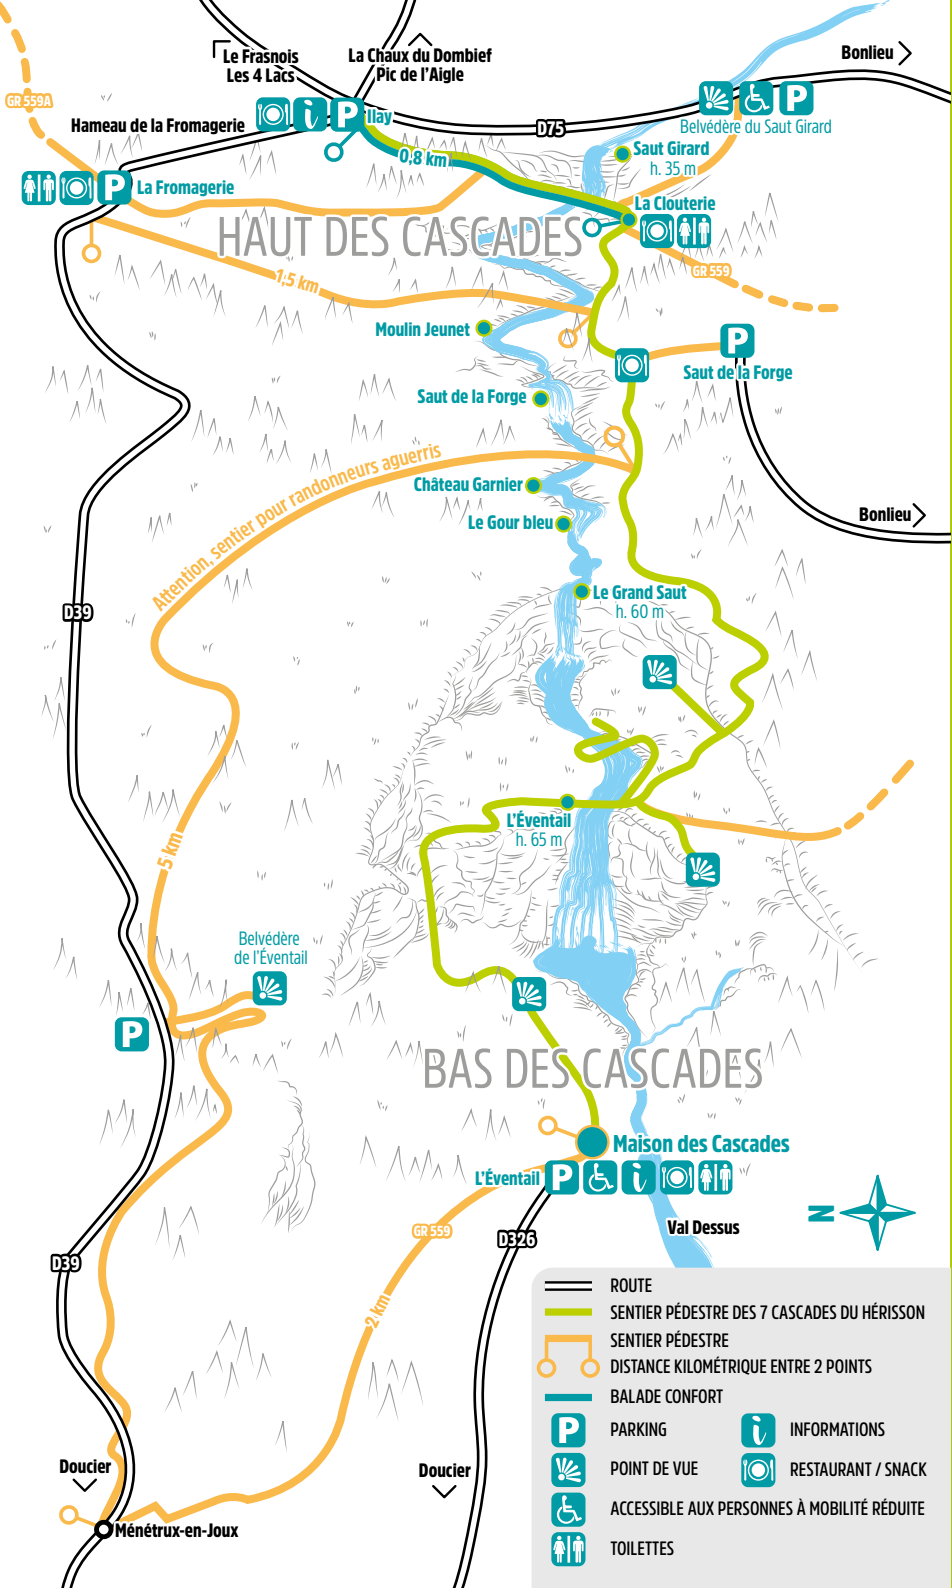 Le Frasnois
Les 4 Lacs
La Chaux du Dombief
Pic de l'Aigle
Bonlieu
GR 559A
Hameau de la Fromagerie
i
P
Ilay
D75
P
Belvédère du Saut Girard
0,8 km
Saut Girard
h. 35 m
P
La Fromagerie
La Clouterie
HAUT DES CASCADES
GR 559
1,5 km
Moulin Jeunet
P
Saut de la Forge
Saut de la Forge
Attention, sentier pour randonneurs aguerris
Château Garnier
Le Gour bleu
Bonlieu
Le Grand Saut
h. 60 m
D39
L'Éventail
h. 65 m
5 km
Belvédère
de l'Éventail
P
BAS DES CASCADES
Maison des Cascades
L'Éventail
P
i
GR 559
D326
Val Dessus
N
D39
2 km
Doucier
Doucier
Ménétrux-en-Joux
ROUTE
SENTIER PÉDESTRE DES 7 CASCADES DU HÉRISSON
SENTIER PÉDESTRE
DISTANCE KILOMÉTRIQUE ENTRE 2 POINTS
BALADE CONFORT
P
PARKING
i
INFORMATIONS
POINT DE VUE
RESTAURANT / SNACK
ACCESSIBLE AUX PERSONNES À MOBILITÉ RÉDUITE
TOILETTES